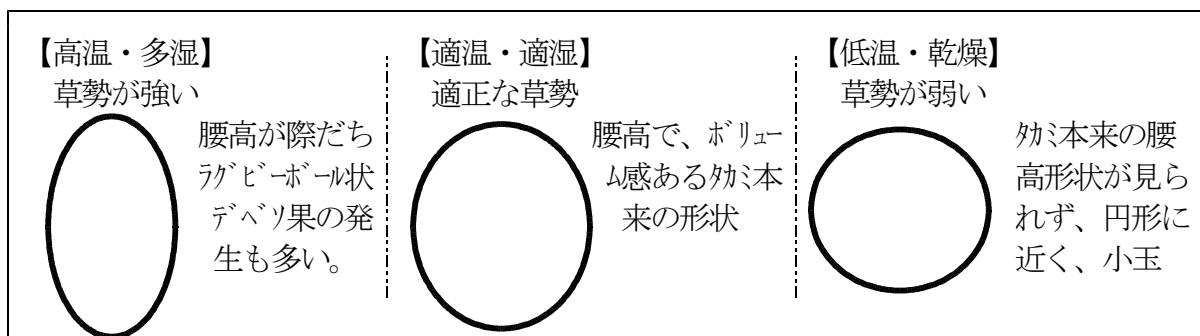 【高温・多湿】
草勢が強い
腰高が際だち
ﾗｸﾞﾋﾞｰﾎﾞｰﾙ状
デベソ果の発
生も多い。
【適温・適湿】
適正な草勢
腰高で、ﾎﾞﾘｭｰ
ﾑ感あるﾀｶﾐ本
来の形状
【低温・乾燥】
草勢が弱い
ﾀｶﾐ本来の腰
高形状が見ら
れず、円形に
近く、小玉